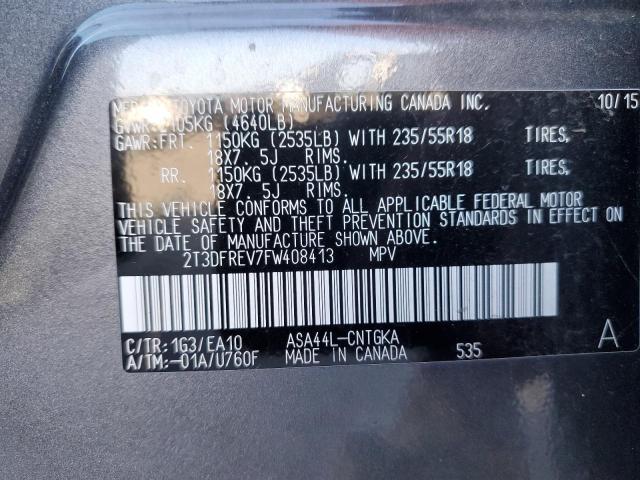 TOYOTA MOTOR MANUFACTURING CANADA INC. 10/15
GVWR: 2105KG (4640LB)
GAWR:FRT. 1150KG (2535LB) WITH 235/55R18 TIRES,
18X7. 5J RIMS.
RR. 1150KG (2535LB) WITH 235/55R18 TIRES,
18X7. 5J RIMS.
THIS VEHICLE CONFORMS TO ALL APPLICABLE FEDERAL MOTOR
VEHICLE SAFETY AND THEFT PREVENTION STANDARDS IN EFFECT ON
THE DATE OF MANUFACTURE SHOWN ABOVE.
2T3DFREV7FW408413 MPV
C/TR: 1G3/EA10 ASA44L-CNTGKA A
A/TM:-01A/U760F MADE IN CANADA 535